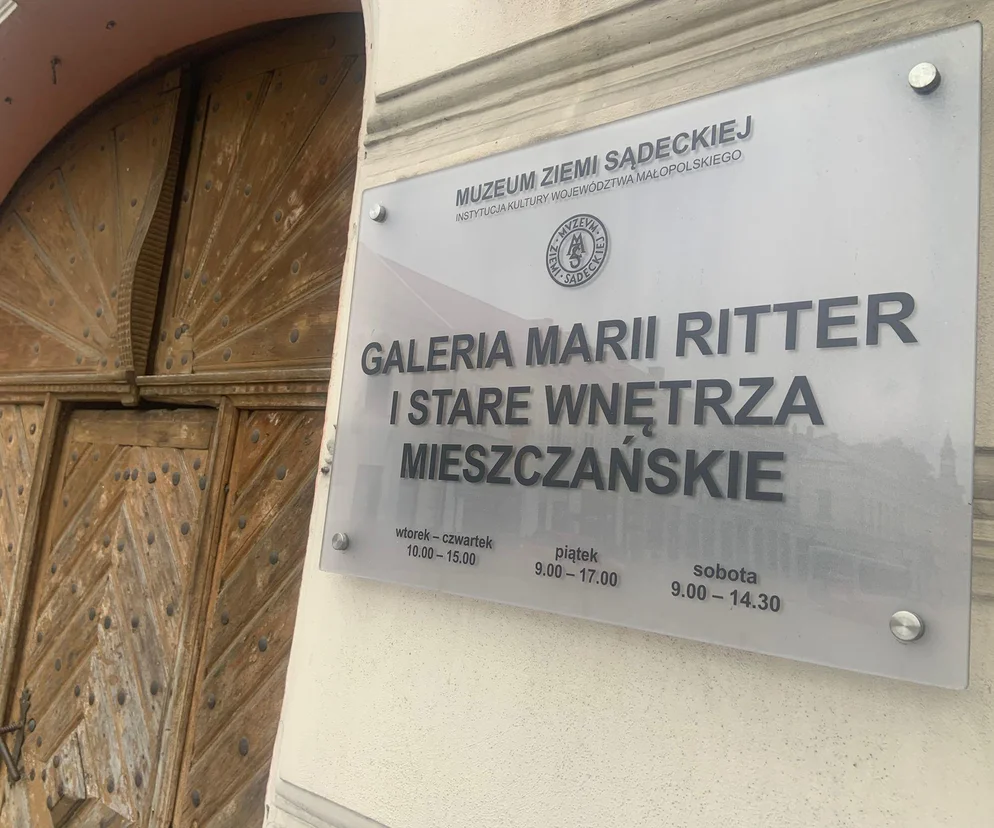 MUZEUM ZIEMI SĄDECKIEJ
INSTYTUCJA KULTURY WOJEWÓDZTWA MAŁOPOLSKIEGO
MVZEVM
ZIEMI SĄDECKIEJ
GALERIA MARII RITTER
I STARE WNĘTRZA
MIESZCZAŃSKIE
wtorek – czwartek
10.00 – 15.00
piątek
9.00 – 17.00
sobota
9.00 – 14.30